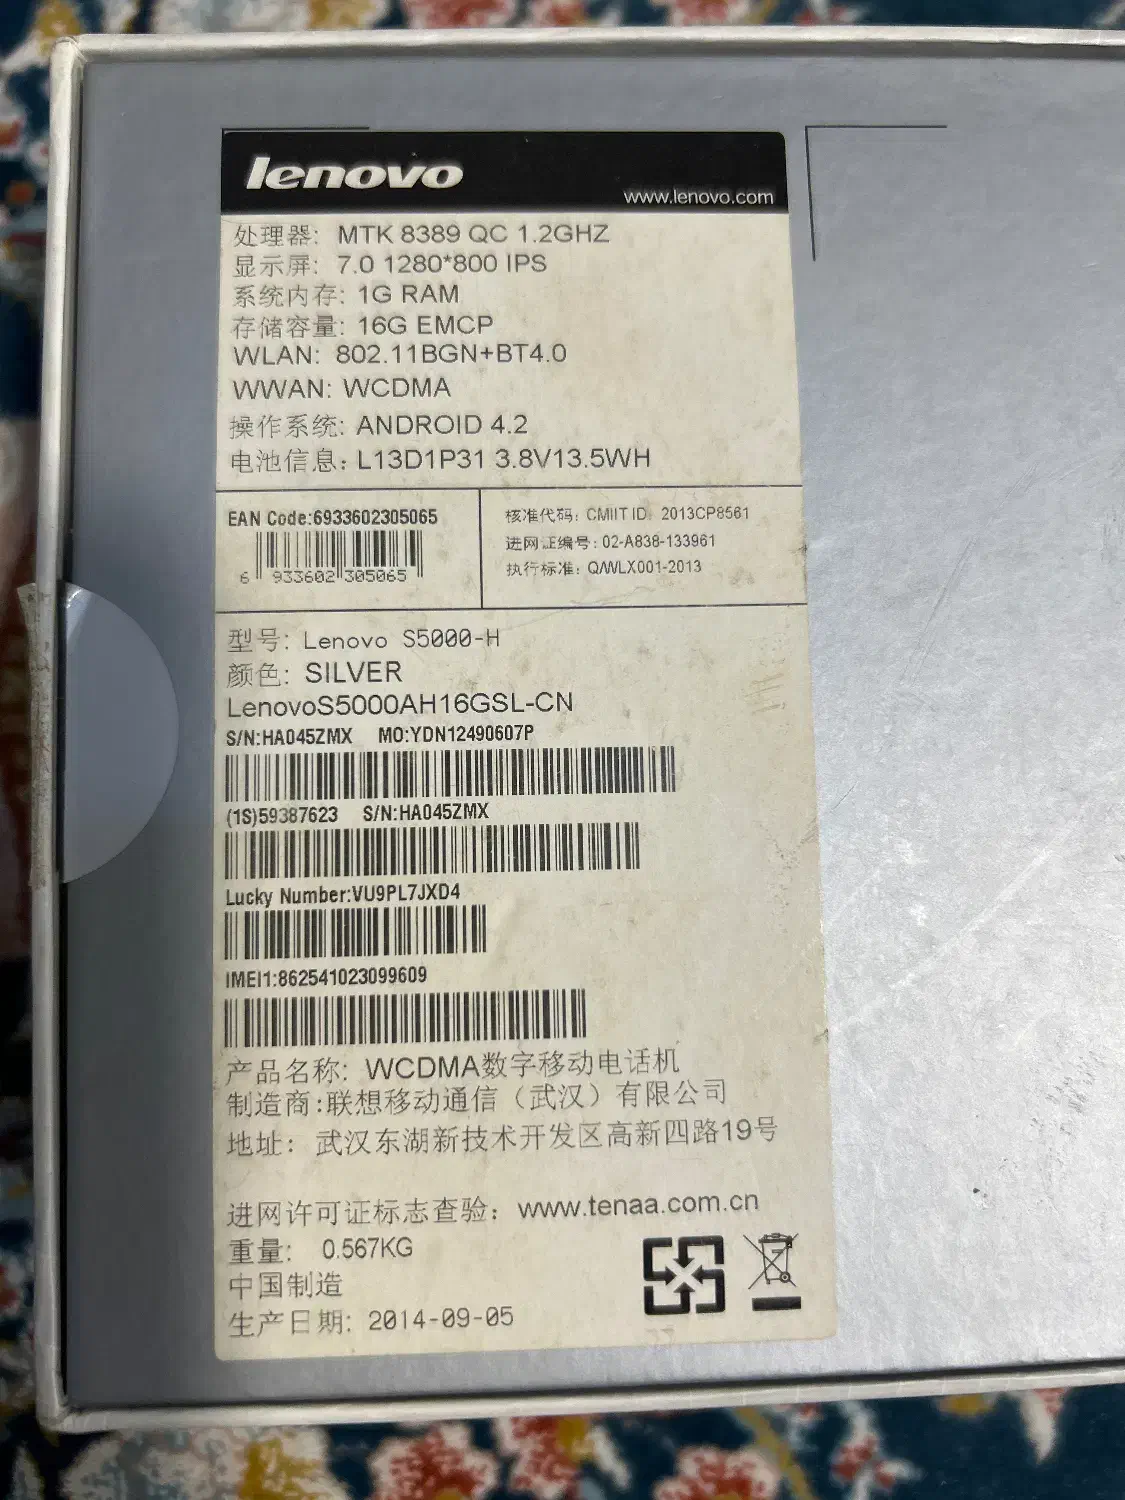 lenovo
www.lenovo.com
处理器: MTK 8389 QC 1.2GHZ
显示屏: 7.0 1280*800 IPS
系统内存: 1G RAM
存储容量: 16G EMCP
WLAN: 802.11BGN+BT4.0
WWAN: WCDMA
操作系统: ANDROID 4.2
电池信息: L13D1P31 3.8V13.5WH
EAN Code:6933602305065
6 933602 305065
核准代码: CMIIT ID: 2013CP8561
进网证编号: 02-A838-133961
执行标准: Q/WLX001-2013
型号: Lenovo S5000-H
颜色: SILVER
LenovoS5000AH16GSL-CN
S/N:HA045ZMX MO:YDN12490607P
(1S)59387623 S/N:HA045ZMX
Lucky Number:VU9PL7JXD4
IMEI1:862541023099609
产品名称: WCDMA数字移动电话机
制造商:联想移动通信（武汉）有限公司
地址: 武汉东湖新技术开发区高新四路19号
进网许可证标志查验: www.tenaa.com.cn
重量: 0.567KG
中国制造
生产日期: 2014-09-05